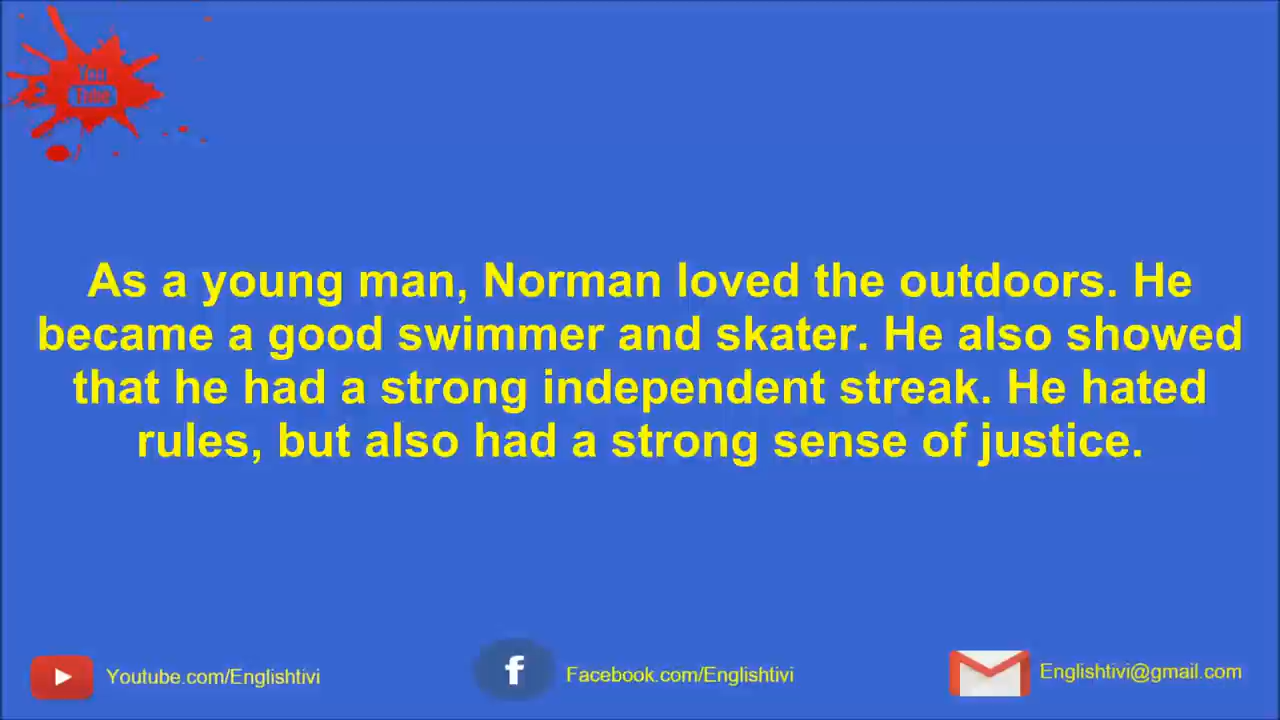 You
Tube
As a young man, Norman loved the outdoors. He
became a good swimmer and skater. He also showed
that he had a strong independent streak. He hated
rules, but also had a strong sense of justice.
Youtube.com/Englishtivi
Facebook.com/Englishtivi
Englishtivi@gmail.com